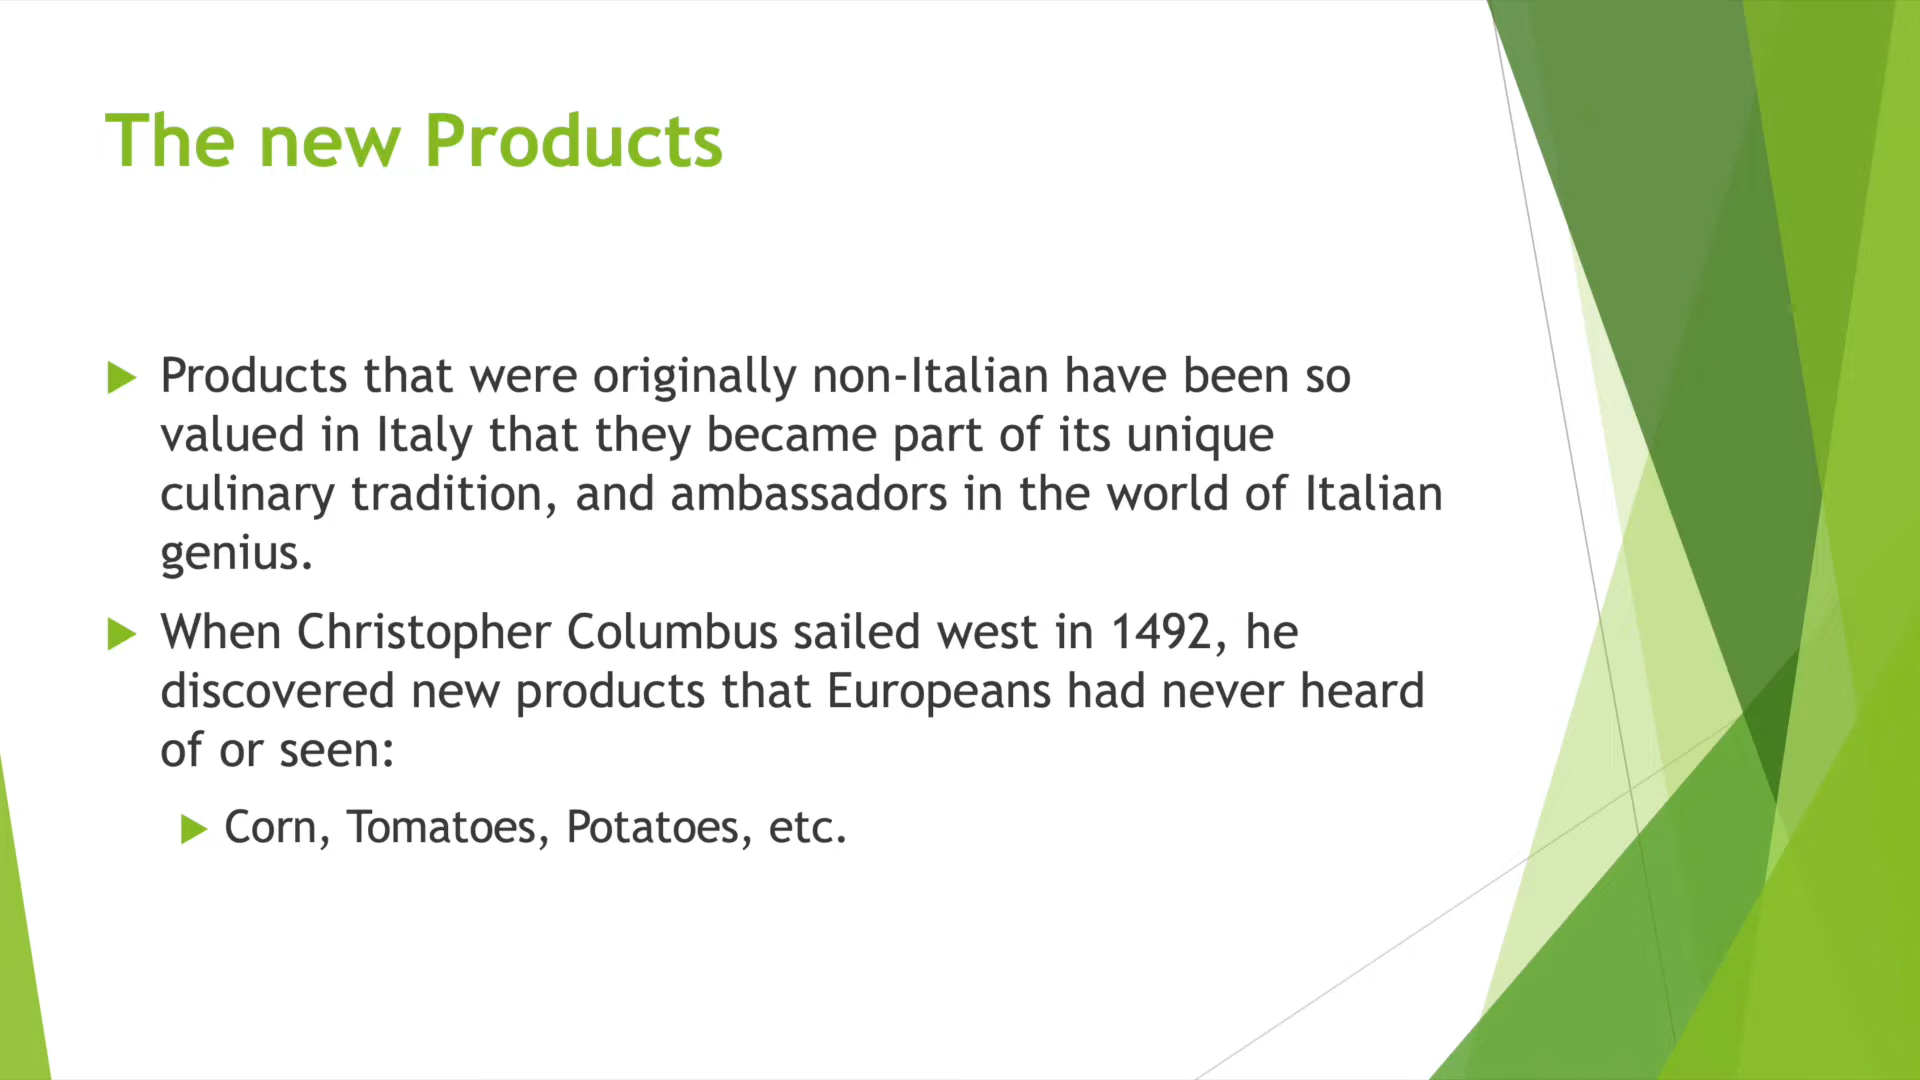 The new Products
Products that were originally non-Italian have been so
valued in Italy that they became part of its unique
culinary tradition, and ambassadors in the world of Italian
genius.
When Christopher Columbus sailed west in 1492, he
discovered new products that Europeans had never heard
of or seen:
Corn, Tomatoes, Potatoes, etc.